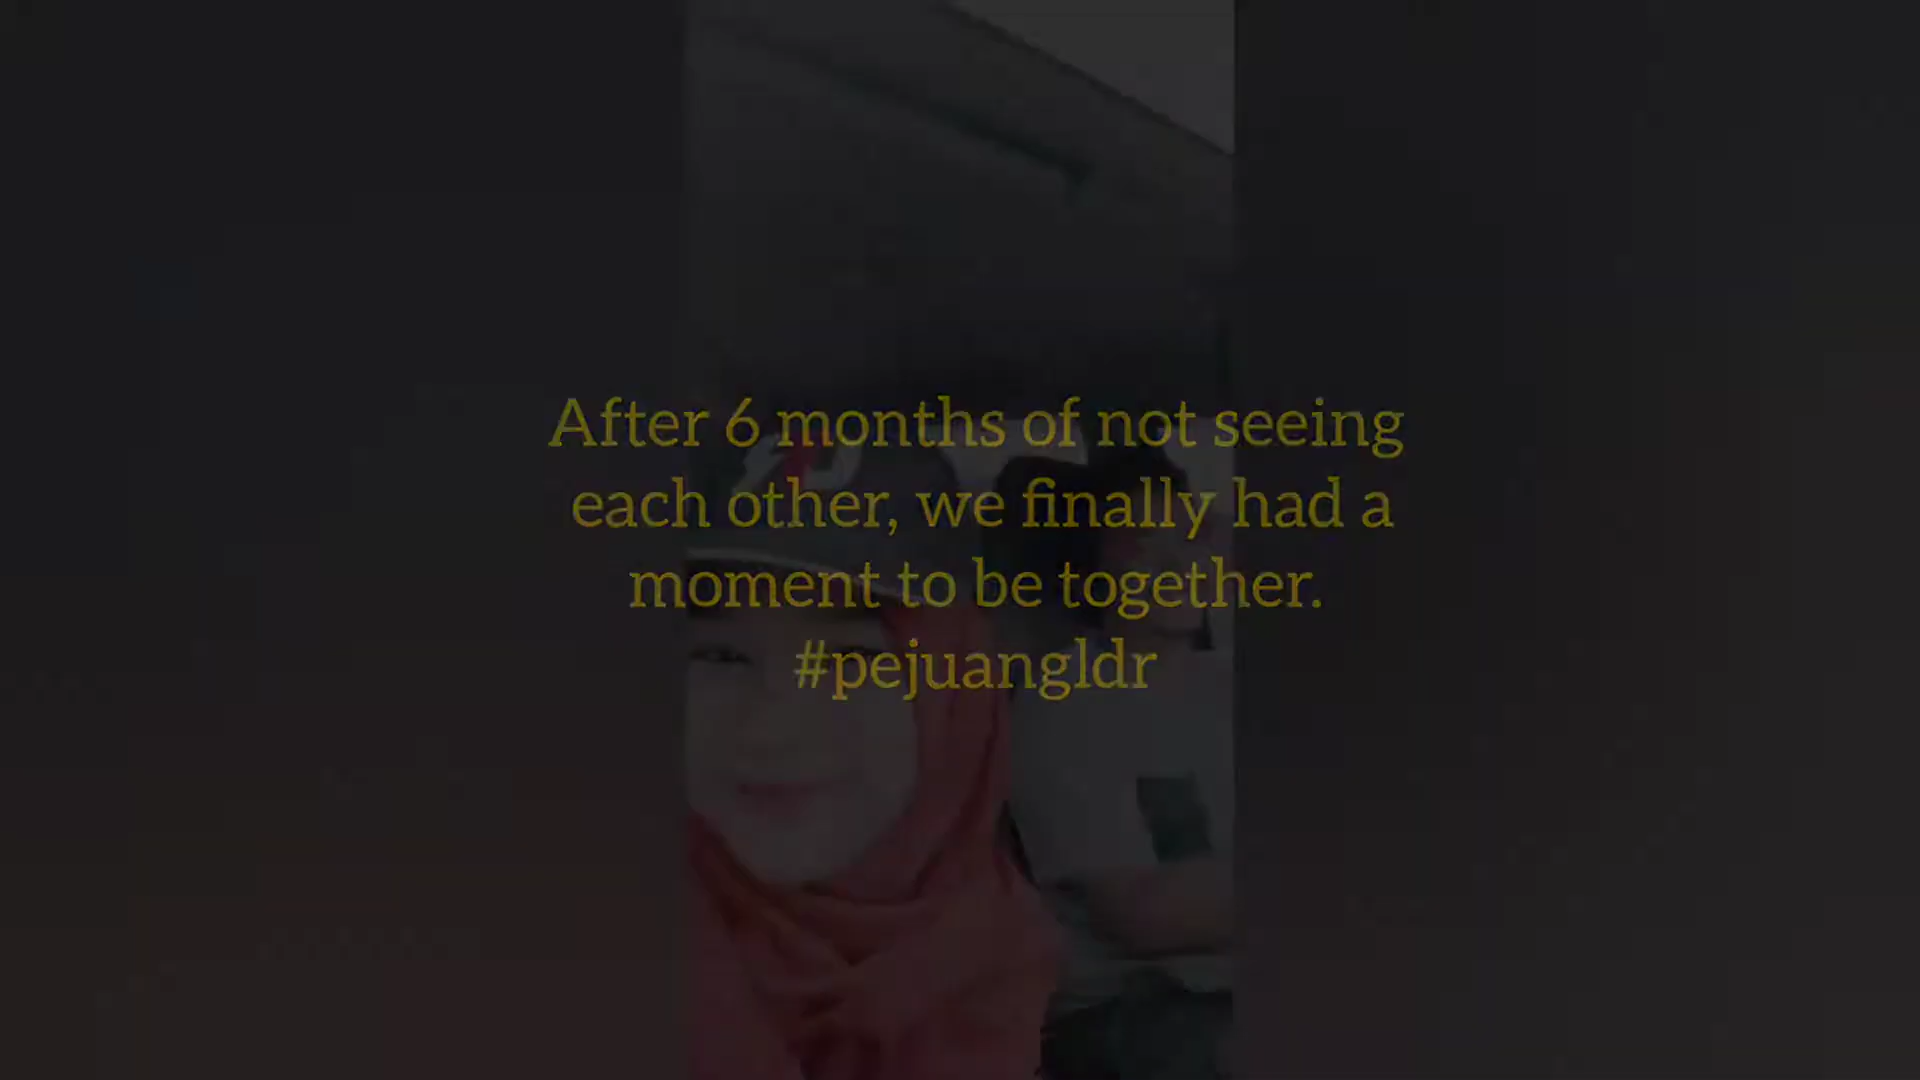 After 6 months of not seeing
each other, we finally had a
moment to be together.
#pejuangldr